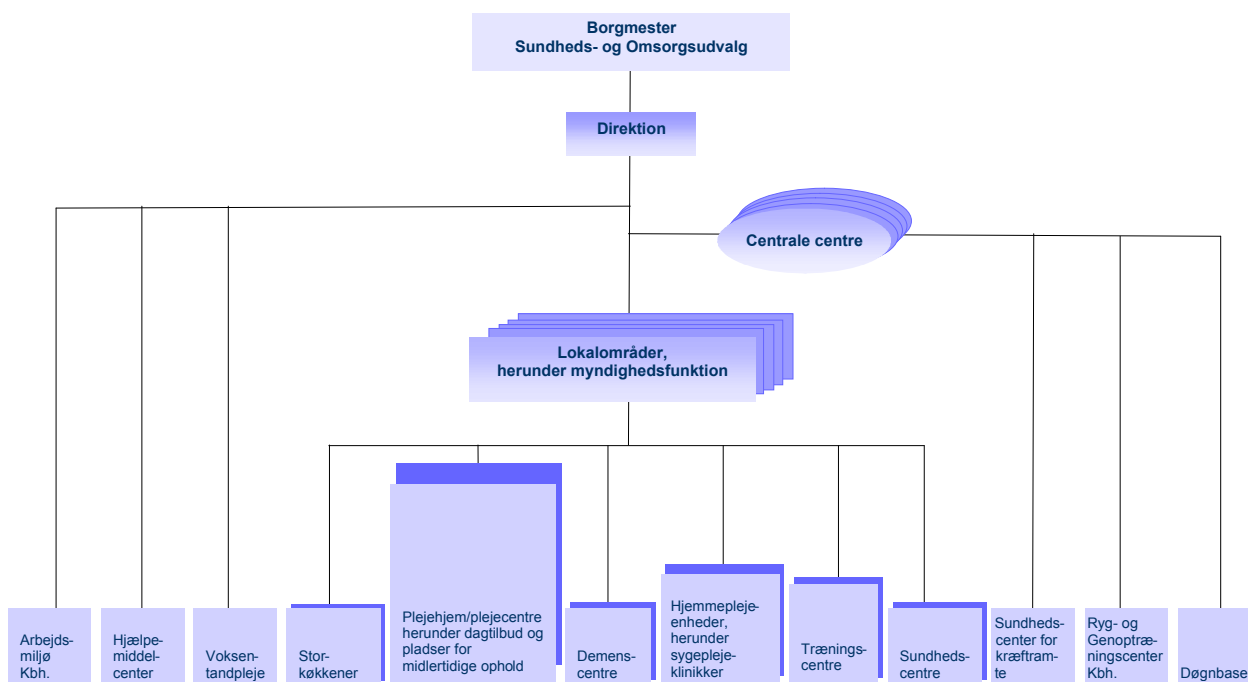 Borgmester
Sundheds- og Omsorgsudvalg
Direktion
Centrale centre
Lokalområder,
herunder myndighedsfunktion
Arbejds-
miljø
Kbh.
Hjælpe-
middel-
center
Voksen-
tandpleje
Stor-
køkkener
Plejehjem/plejecentre
herunder dagtilbud og
pladser for
midlertidige ophold
Demens-
centre
Hjemmepleje-
enheder,
herunder
sygepleje-
klinikker
Trænings-
centre
Sundheds-
centre
Sundheds-
center for
kræftram-
te
Ryg- og
Genoptræ-
ningscenter
Kbh.
Døgnbase